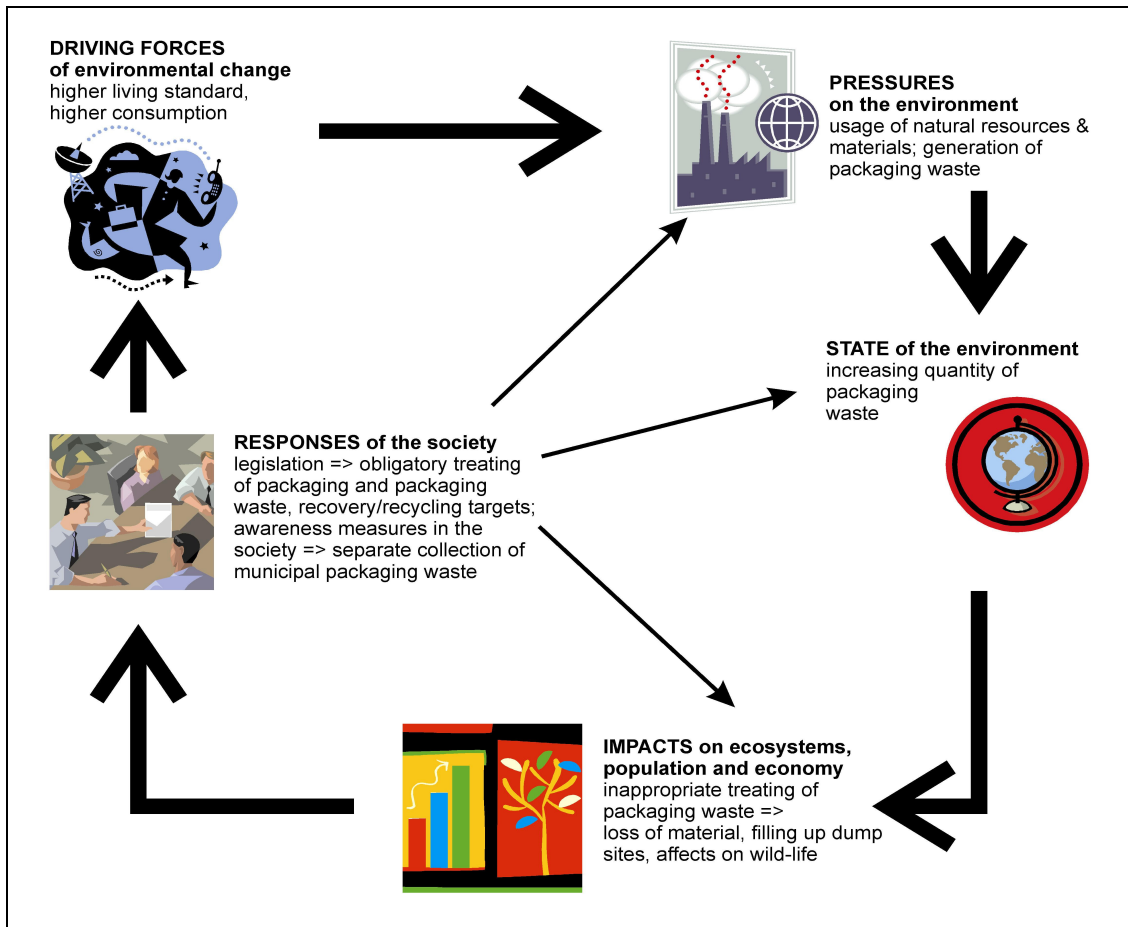 DRIVING FORCES
of environmental change
higher living standard,
higher consumption
PRESSURES
on the environment
usage of natural resources &
materials; generation of
packaging waste
STATE of the environment
increasing quantity of
packaging
waste
RESPONSES of the society
legislation => obligatory treating
of packaging and packaging
waste, recovery/recycling targets;
awareness measures in the
society => separate collection of
municipal packaging waste
IMPACTS on ecosystems,
population and economy
inappropriate treating of
packaging waste =>
loss of material, filling up dump
sites, affects on wild-life